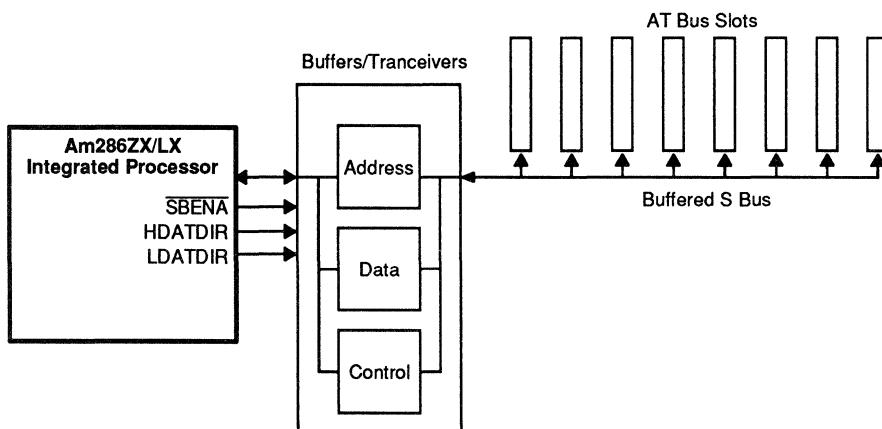 AT Bus Slots
Buffers/Tranceivers
Am286ZX/LX
Integrated Processor
SBENA
HDATDIR
LDATDIR
Address
Data
Control
Buffered S Bus